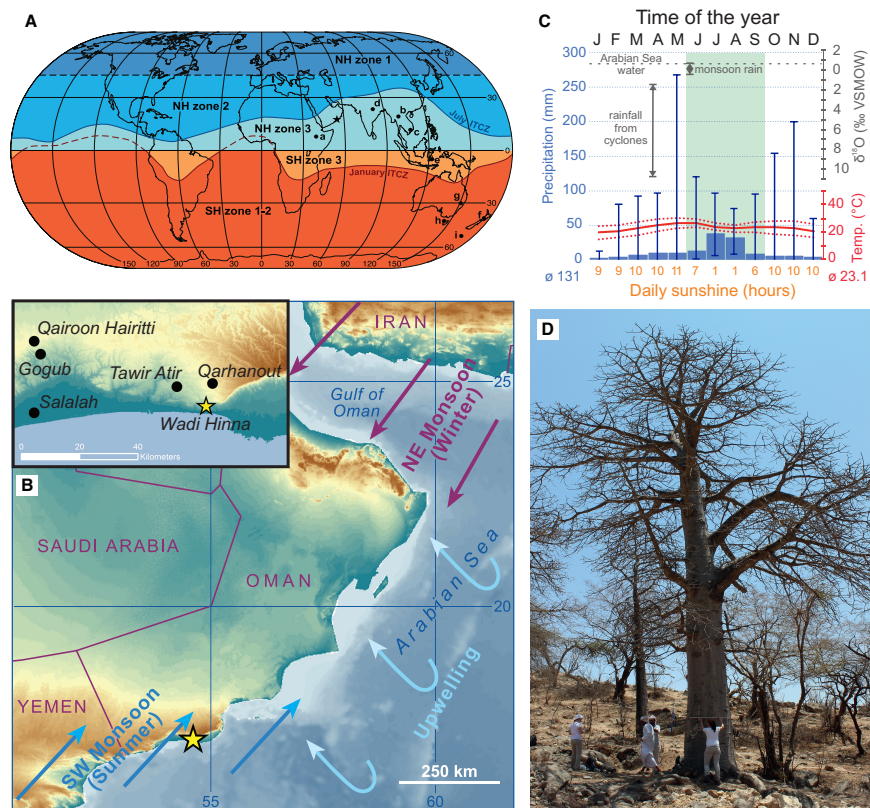 A
NH zone 1
60
NH zone 2
30
July ITCZ
NH zone 3
d
b
c
a
0
SH zone 3
e
January ITCZ
g
SH zone 1-2
30
f
h
i
60
150 120 90 60 30 0 30 60 90 120 150
C
Time of the year
J F M A M J J A S O N D
300
250
200
150
100
50
0
Precipitation (mm)
Arabian Sea
water
monsoon rain
rainfall
from
cyclones
2
0
2
4
6
8
10
δ18O (‰ VSMOW)
40
20
0
Temp. (°C)
9 9 10 10 11 7 1 1 6 10 10 10
ø 131
Daily sunshine (hours)
ø 23.1
Qairoon Hairitti
Gogub
Tawir Atir
Qarhanout
Salalah
Wadi Hinna
0 20 40 60
Kilometers
B
IRAN
25
Gulf of
Oman
NE Monsoon
(Winter)
SAUDI ARABIA
OMAN
Arabian Sea
20
Upwelling
YEMEN
SW Monsoon
(Summer)
250 km
55
60
D